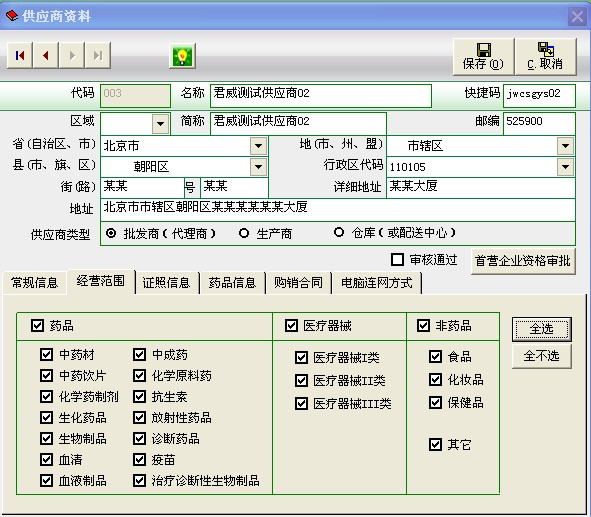 供应商资料
保存(O) C.取消
代码 003 名称 君威测试供应商02 快捷码 jwcsgys02
区域 简称 君威测试供应商02 邮编 525900
省(自治区、市) 北京市 地(市、州、盟) 市辖区
县(市、旗、区) 朝阳区 行政区代码 110105
街(路) 某某 号 某某 详细地址 某某大厦
地址 北京市市辖区朝阳区某某某某某某大厦
供应商类型 批发商(代理商) 生产商 仓库(或配送中心)
审核通过 首营企业资格审批
常规信息 经营范围 证照信息 药品信息 购销合同 电脑连网方式
药品 医疗器械 非药品 全选
中药材 中成药 医疗器械I类 食品 全不选
中药饮片 化学原料药 医疗器械II类 化妆品
化学药制剂 抗生素 医疗器械III类 保健品
生化药品 放射性药品
生物制品 诊断药品 其它
血清 疫苗
血液制品 治疗诊断性生物制品